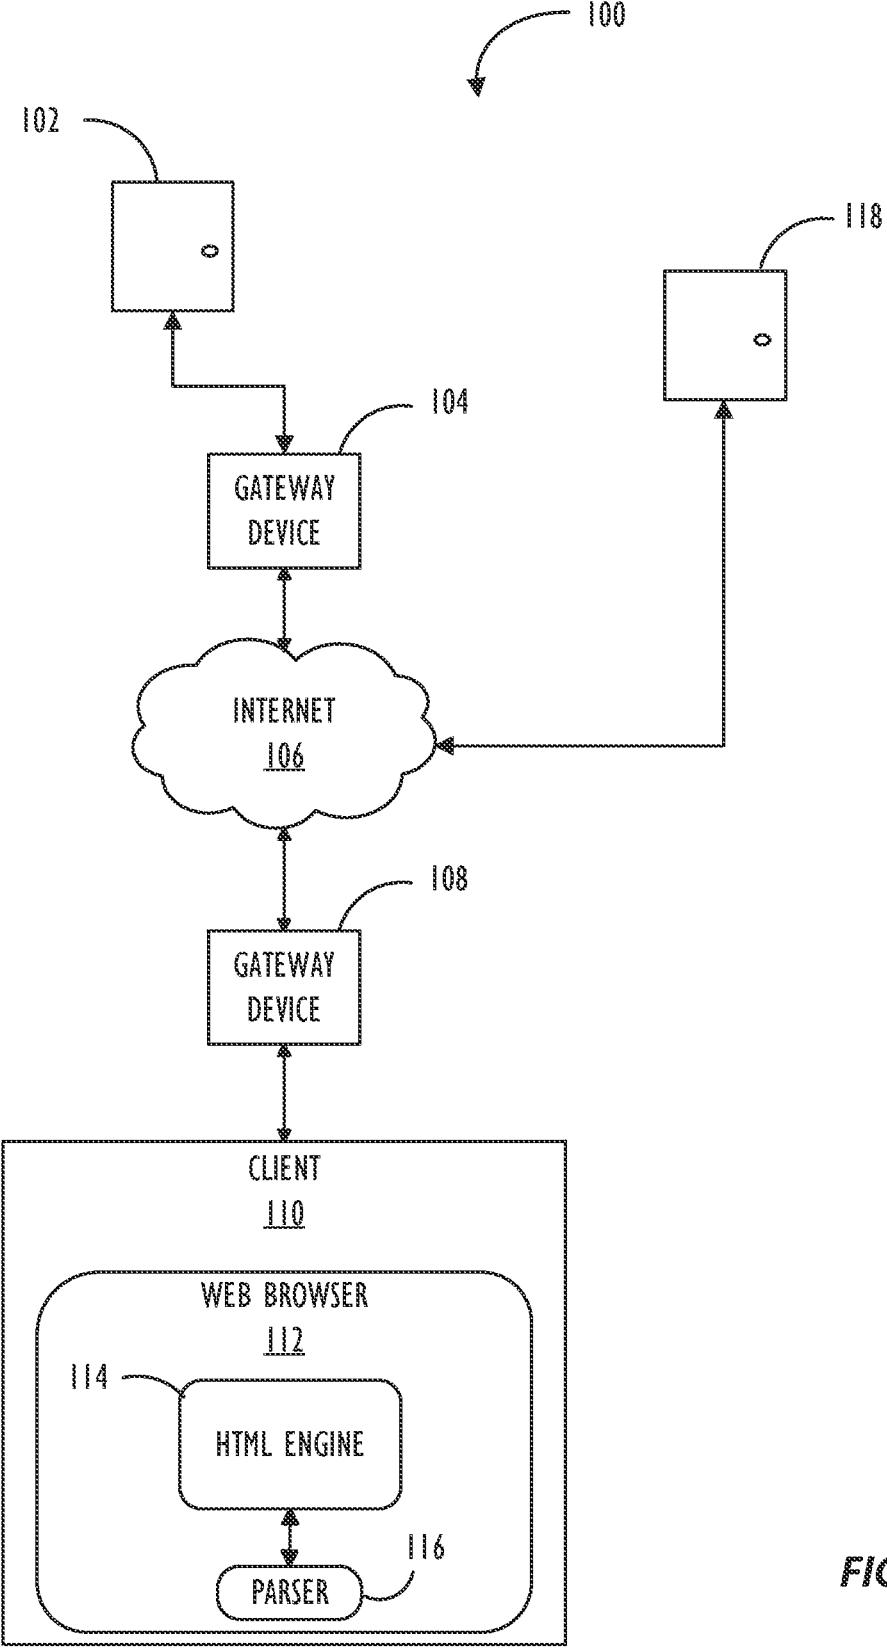 100
102
118
104
GATEWAY
DEVICE
INTERNET
106
108
GATEWAY
DEVICE
CLIENT
110
WEB BROWSER
112
114
HTML ENGINE
116
PARSER